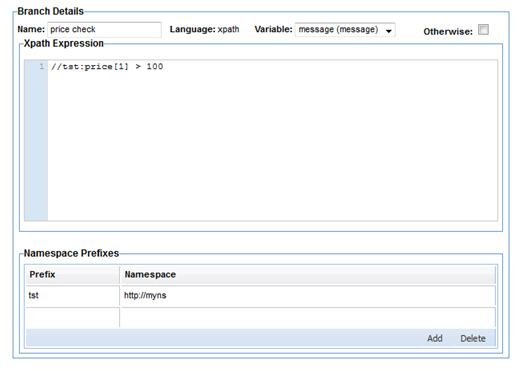 Branch Details
Name: price check Language: xpath Variable: message (message) Otherwise:
Xpath Expression
1 //tst:price[1] > 100
Namespace Prefixes
Prefix Namespace
tst http://myns
Add Delete